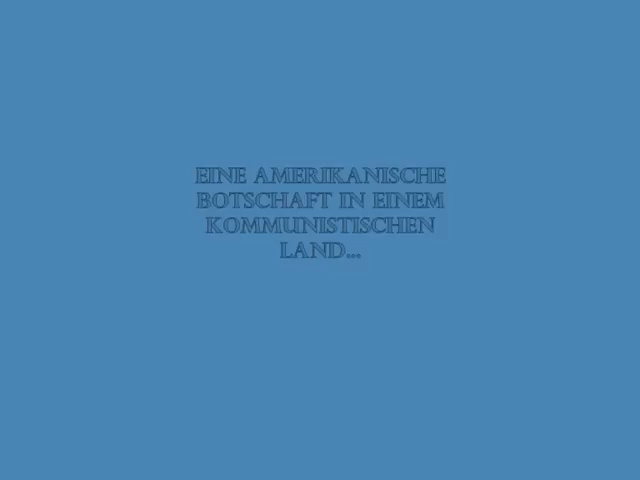 EINE AMERIKANISCHE
BOTSCHAFT IN EINEM
KOMMUNISTISCHEN
LAND...